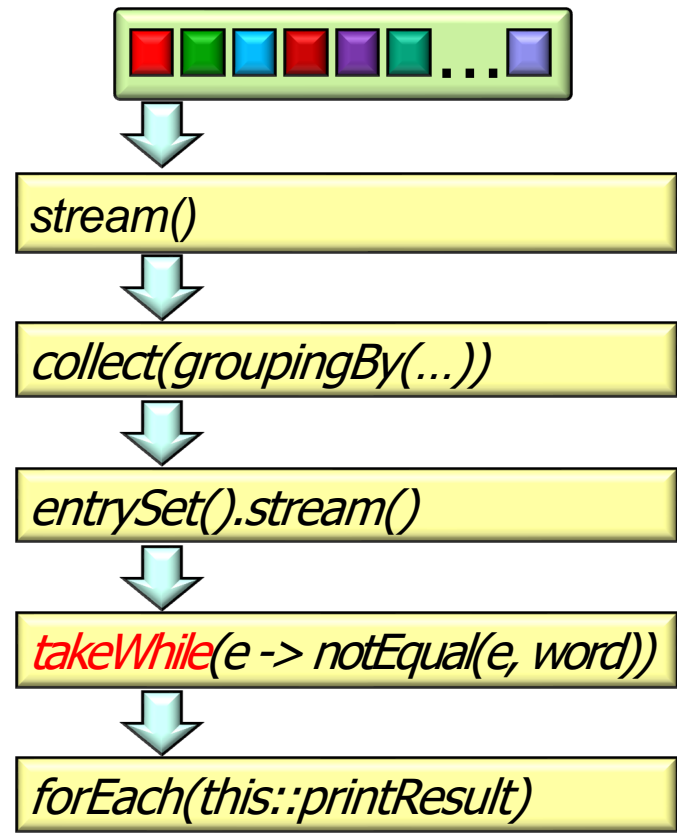 ...
stream()
collect(groupingBy(...))
entrySet().stream()
takeWhile(e -> notEqual(e, word))
forEach(this::printResult)